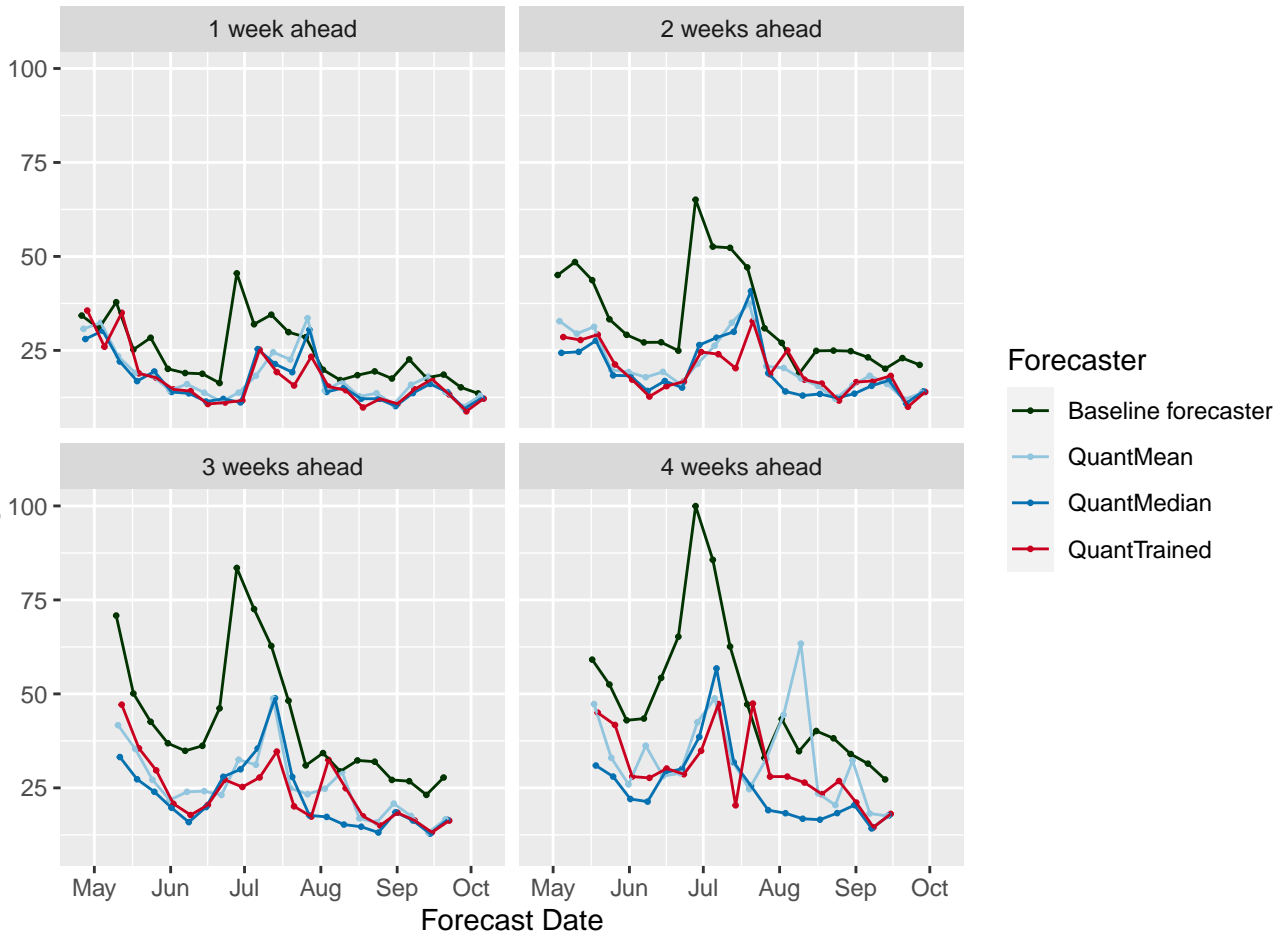 1 week ahead
2 weeks ahead
100
75
50
25
3 weeks ahead
4 weeks ahead
100
75
50
25
May Jun Jul Aug Sep Oct
May Jun Jul Aug Sep Oct
Forecast Date
Forecaster
Baseline forecaster
QuantMean
QuantMedian
QuantTrained